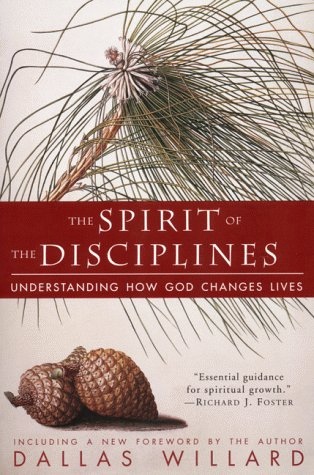 THE SPIRIT OF
THE DISCIPLINES
UNDERSTANDING HOW GOD CHANGES LIVES
"Essential guidance
for spiritual growth."
—RICHARD J. FOSTER
INCLUDING A NEW FOREWORD BY THE AUTHOR
DALLAS WILLARD